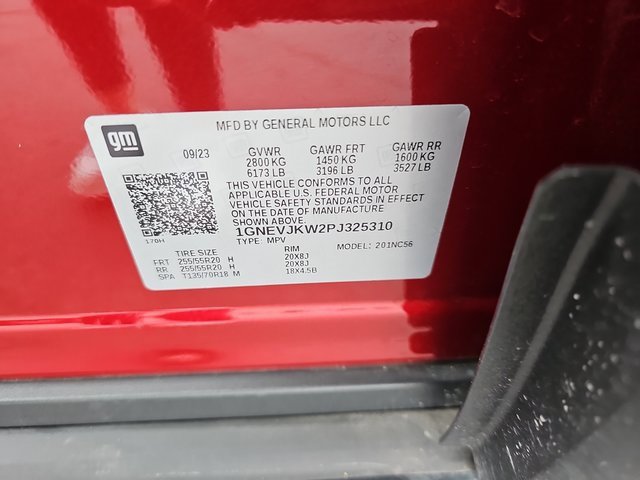 gm
MFD BY GENERAL MOTORS LLC
09/23 GVWR GAWR FRT GAWR RR
2800 KG 1450 KG 1600 KG
6173 LB 3196 LB 3527 LB
THIS VEHICLE CONFORMS TO ALL
APPLICABLE U.S. FEDERAL MOTOR
VEHICLE SAFETY STANDARDS IN EFFECT
ON THE DATE OF MANUFACTURE
SHOWN ABOVE.
170H
1GNEVJKW2PJ325310
TYPE: MPV MODEL: 201NC56
TIRE SIZE RIM
FRT 255/55R20 H 20X8J
RR 255/55R20 H 20X8J
SPA T135/70R18 M 18X4.5B